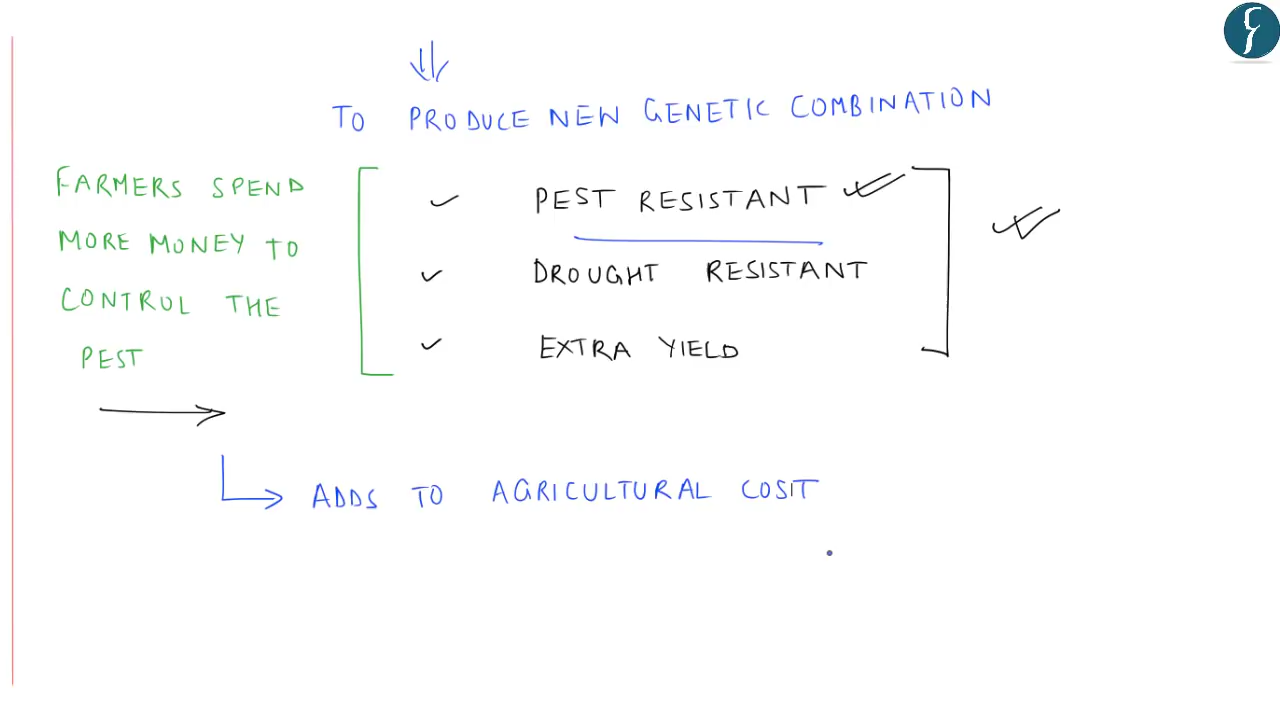 TO PRODUCE NEW GENETIC COMBINATION
FARMERS SPEND
MORE MONEY TO
CONTROL THE
PEST
PEST RESISTANT
DROUGHT RESISTANT
EXTRA YIELD
ADDS TO AGRICULTURAL COST